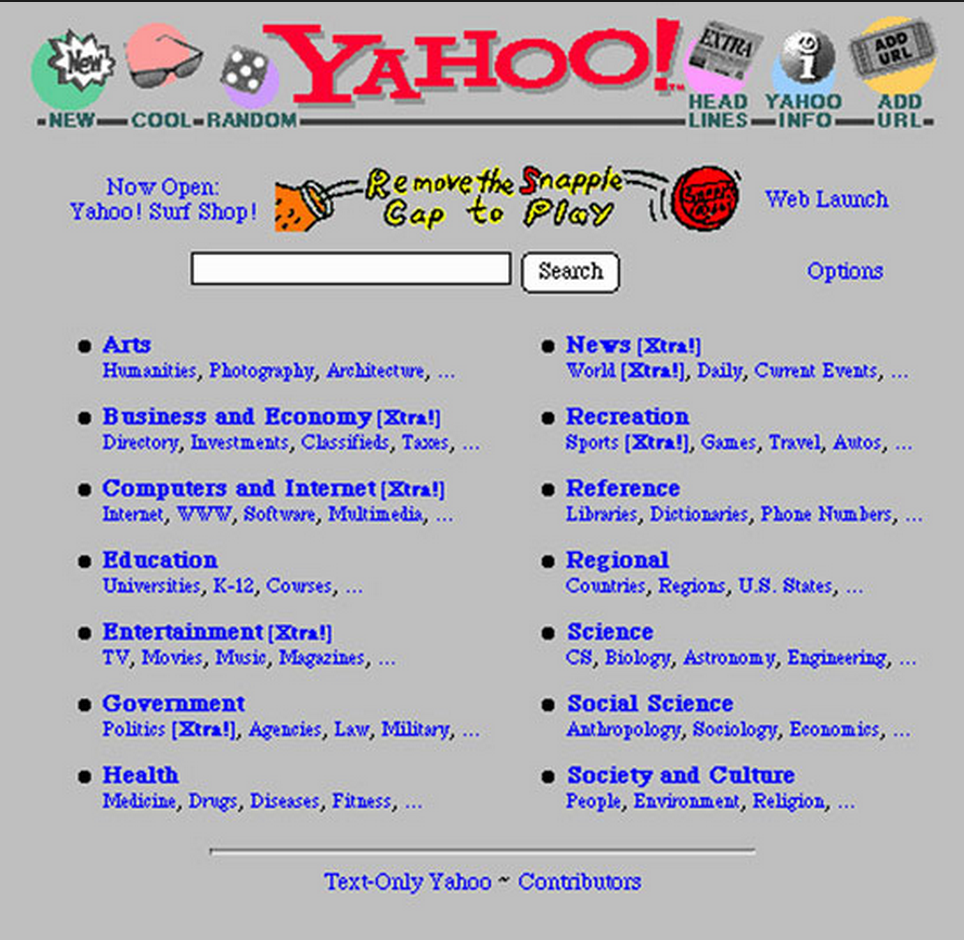 New
YAHOO!™
EXTRA
i
ADD URL
NEW COOL RANDOM
HEAD LINES
YAHOO INFO
ADD URL
Now Open:
Yahoo! Surf Shop!
Remove the Snapple
Cap to Play
Web Launch
Search
Options
Arts
Humanities, Photography, Architecture, ...
Business and Economy [Xtra!]
Directory, Investments, Classifieds, Taxes, ...
Computers and Internet [Xtra!]
Internet, WWW, Software, Multimedia, ...
Education
Universities, K-12, Courses, ...
Entertainment [Xtra!]
TV, Movies, Music, Magazines, ...
Government
Politics [Xtra!], Agencies, Law, Military, ...
Health
Medicine, Drugs, Diseases, Fitness, ...
News [Xtra!]
World [Xtra!], Daily, Current Events, ...
Recreation
Sports [Xtra!], Games, Travel, Autos, ...
Reference
Libraries, Dictionaries, Phone Numbers, ...
Regional
Countries, Regions, U.S. States, ...
Science
CS, Biology, Astronomy, Engineering, ...
Social Science
Anthropology, Sociology, Economics, ...
Society and Culture
People, Environment, Religion, ...
Text-Only Yahoo ~ Contributors